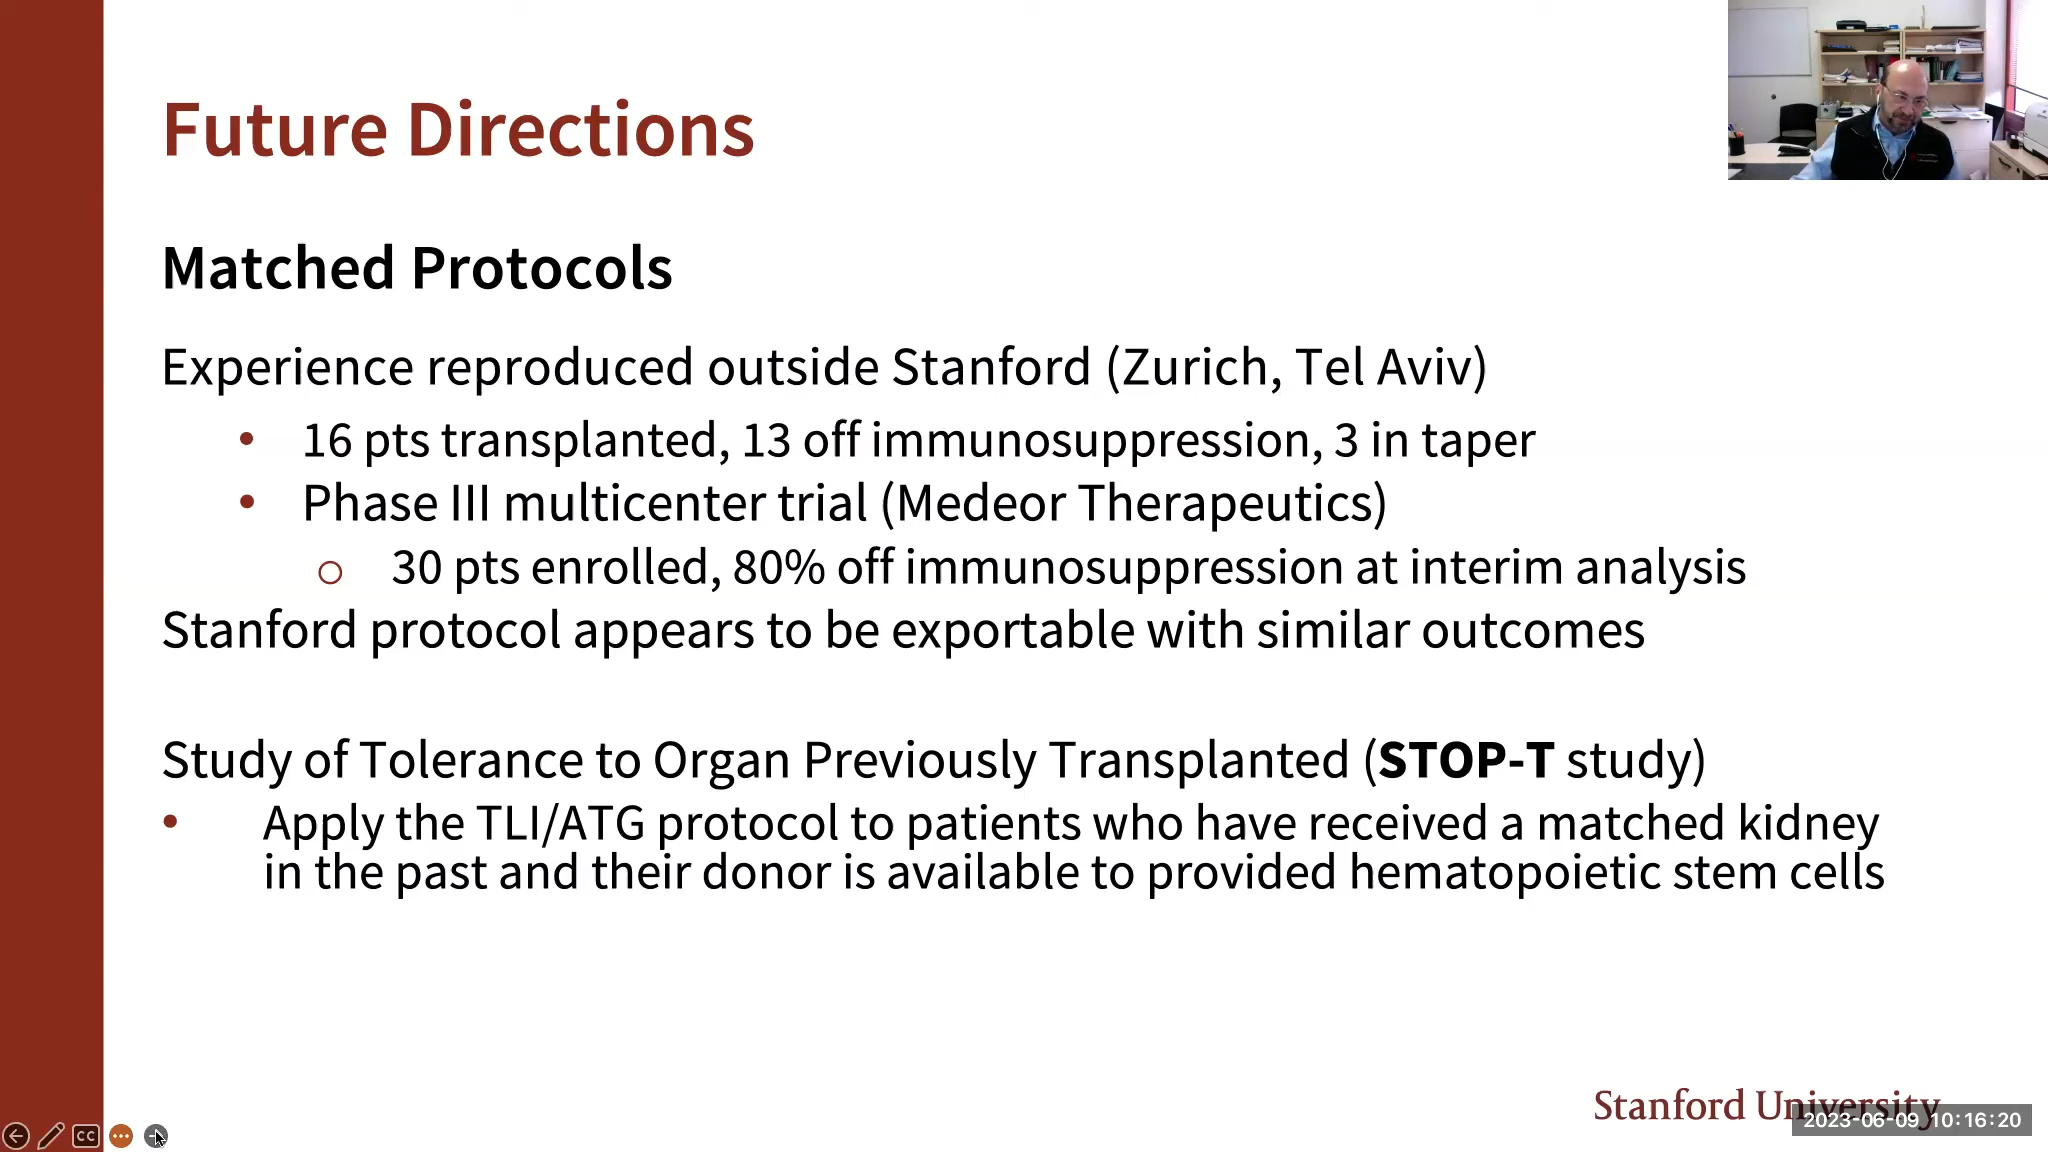 Future Directions
Matched Protocols
Experience reproduced outside Stanford (Zurich, Tel Aviv)
• 16 pts transplanted, 13 off immunosuppression, 3 in taper
• Phase III multicenter trial (Medeor Therapeutics)
○ 30 pts enrolled, 80% off immunosuppression at interim analysis
Stanford protocol appears to be exportable with similar outcomes
Study of Tolerance to Organ Previously Transplanted (STOP-T study)
• Apply the TLI/ATG protocol to patients who have received a matched kidney
in the past and their donor is available to provided hematopoietic stem cells
Stanford University
2023-06-09 10:16:20
CC